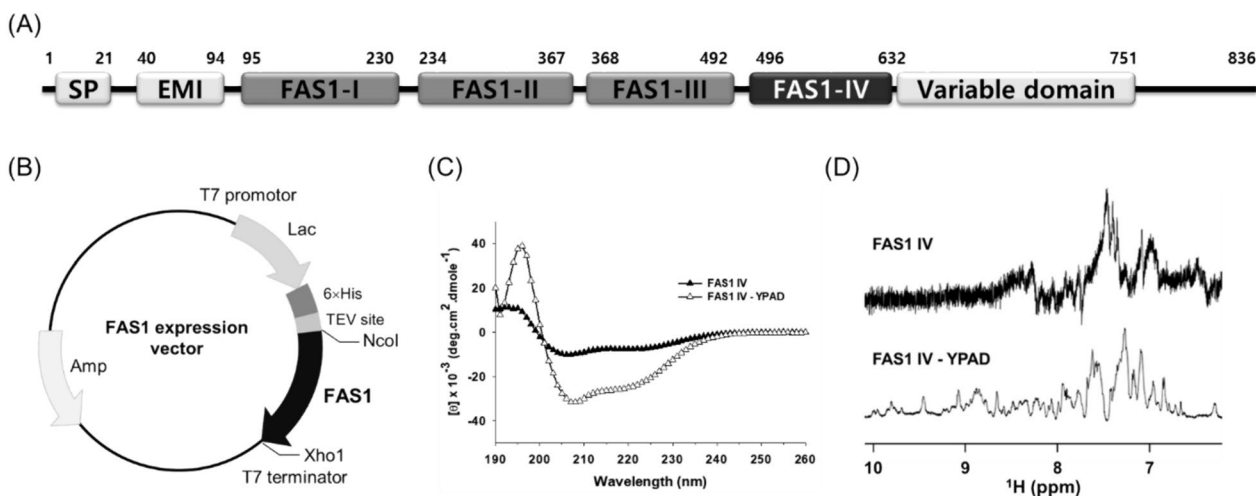 (A)
1 21 40 94 95 230 234 367 368 492 496 632 751 836
SP EMI FAS1-I FAS1-II FAS1-III FAS1-IV Variable domain
(B)
T7 promotor
Lac
6×His
TEV site
NcoI
FAS1 expression
vector
Amp
FAS1
Xho1
T7 terminator
(C)
[θ] x 10⁻³ (deg.cm².dmole⁻¹)
40
20
0
-20
-40
FAS1 IV
FAS1 IV - YPAD
190 200 210 220 230 240 250 260
Wavelength (nm)
(D)
FAS1 IV
FAS1 IV - YPAD
10 9 8 7
¹H (ppm)